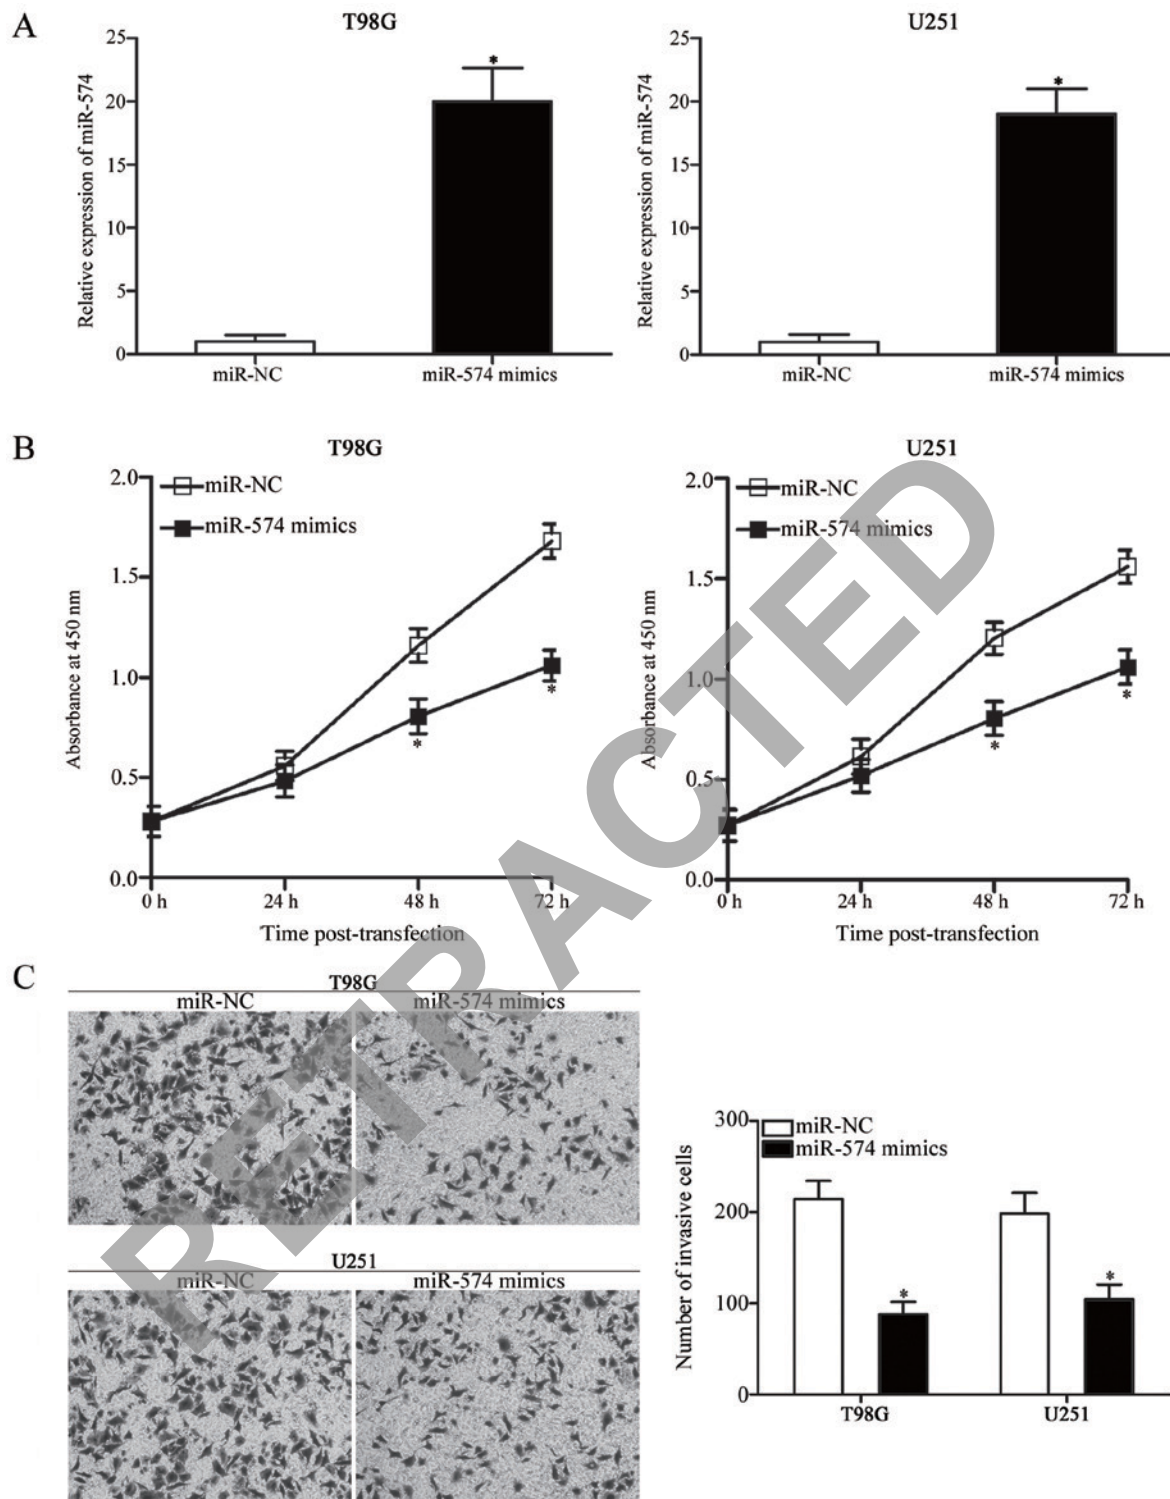 A
T98G
Relative expression of miR-574
25
20
15
10
5
0
*
miR-NC
miR-574 mimics
U251
Relative expression of miR-574
25
20
15
10
5
0
*
miR-NC
miR-574 mimics
B
T98G
miR-NC
miR-574 mimics
Absorbance at 450 nm
2.0
1.5
1.0
0.5
0.0
*
*
0 h
24 h
48 h
72 h
Time post-transfection
U251
miR-NC
miR-574 mimics
Absorbance at 450 nm
2.0
1.5
1.0
0.5
0.0
*
*
0 h
24 h
48 h
72 h
Time post-transfection
C
T98G
miR-NC
miR-574 mimics
U251
miR-NC
miR-574 mimics
Number of invasive cells
300
200
100
0
miR-NC
miR-574 mimics
*
*
T98G
U251
RETRACTED